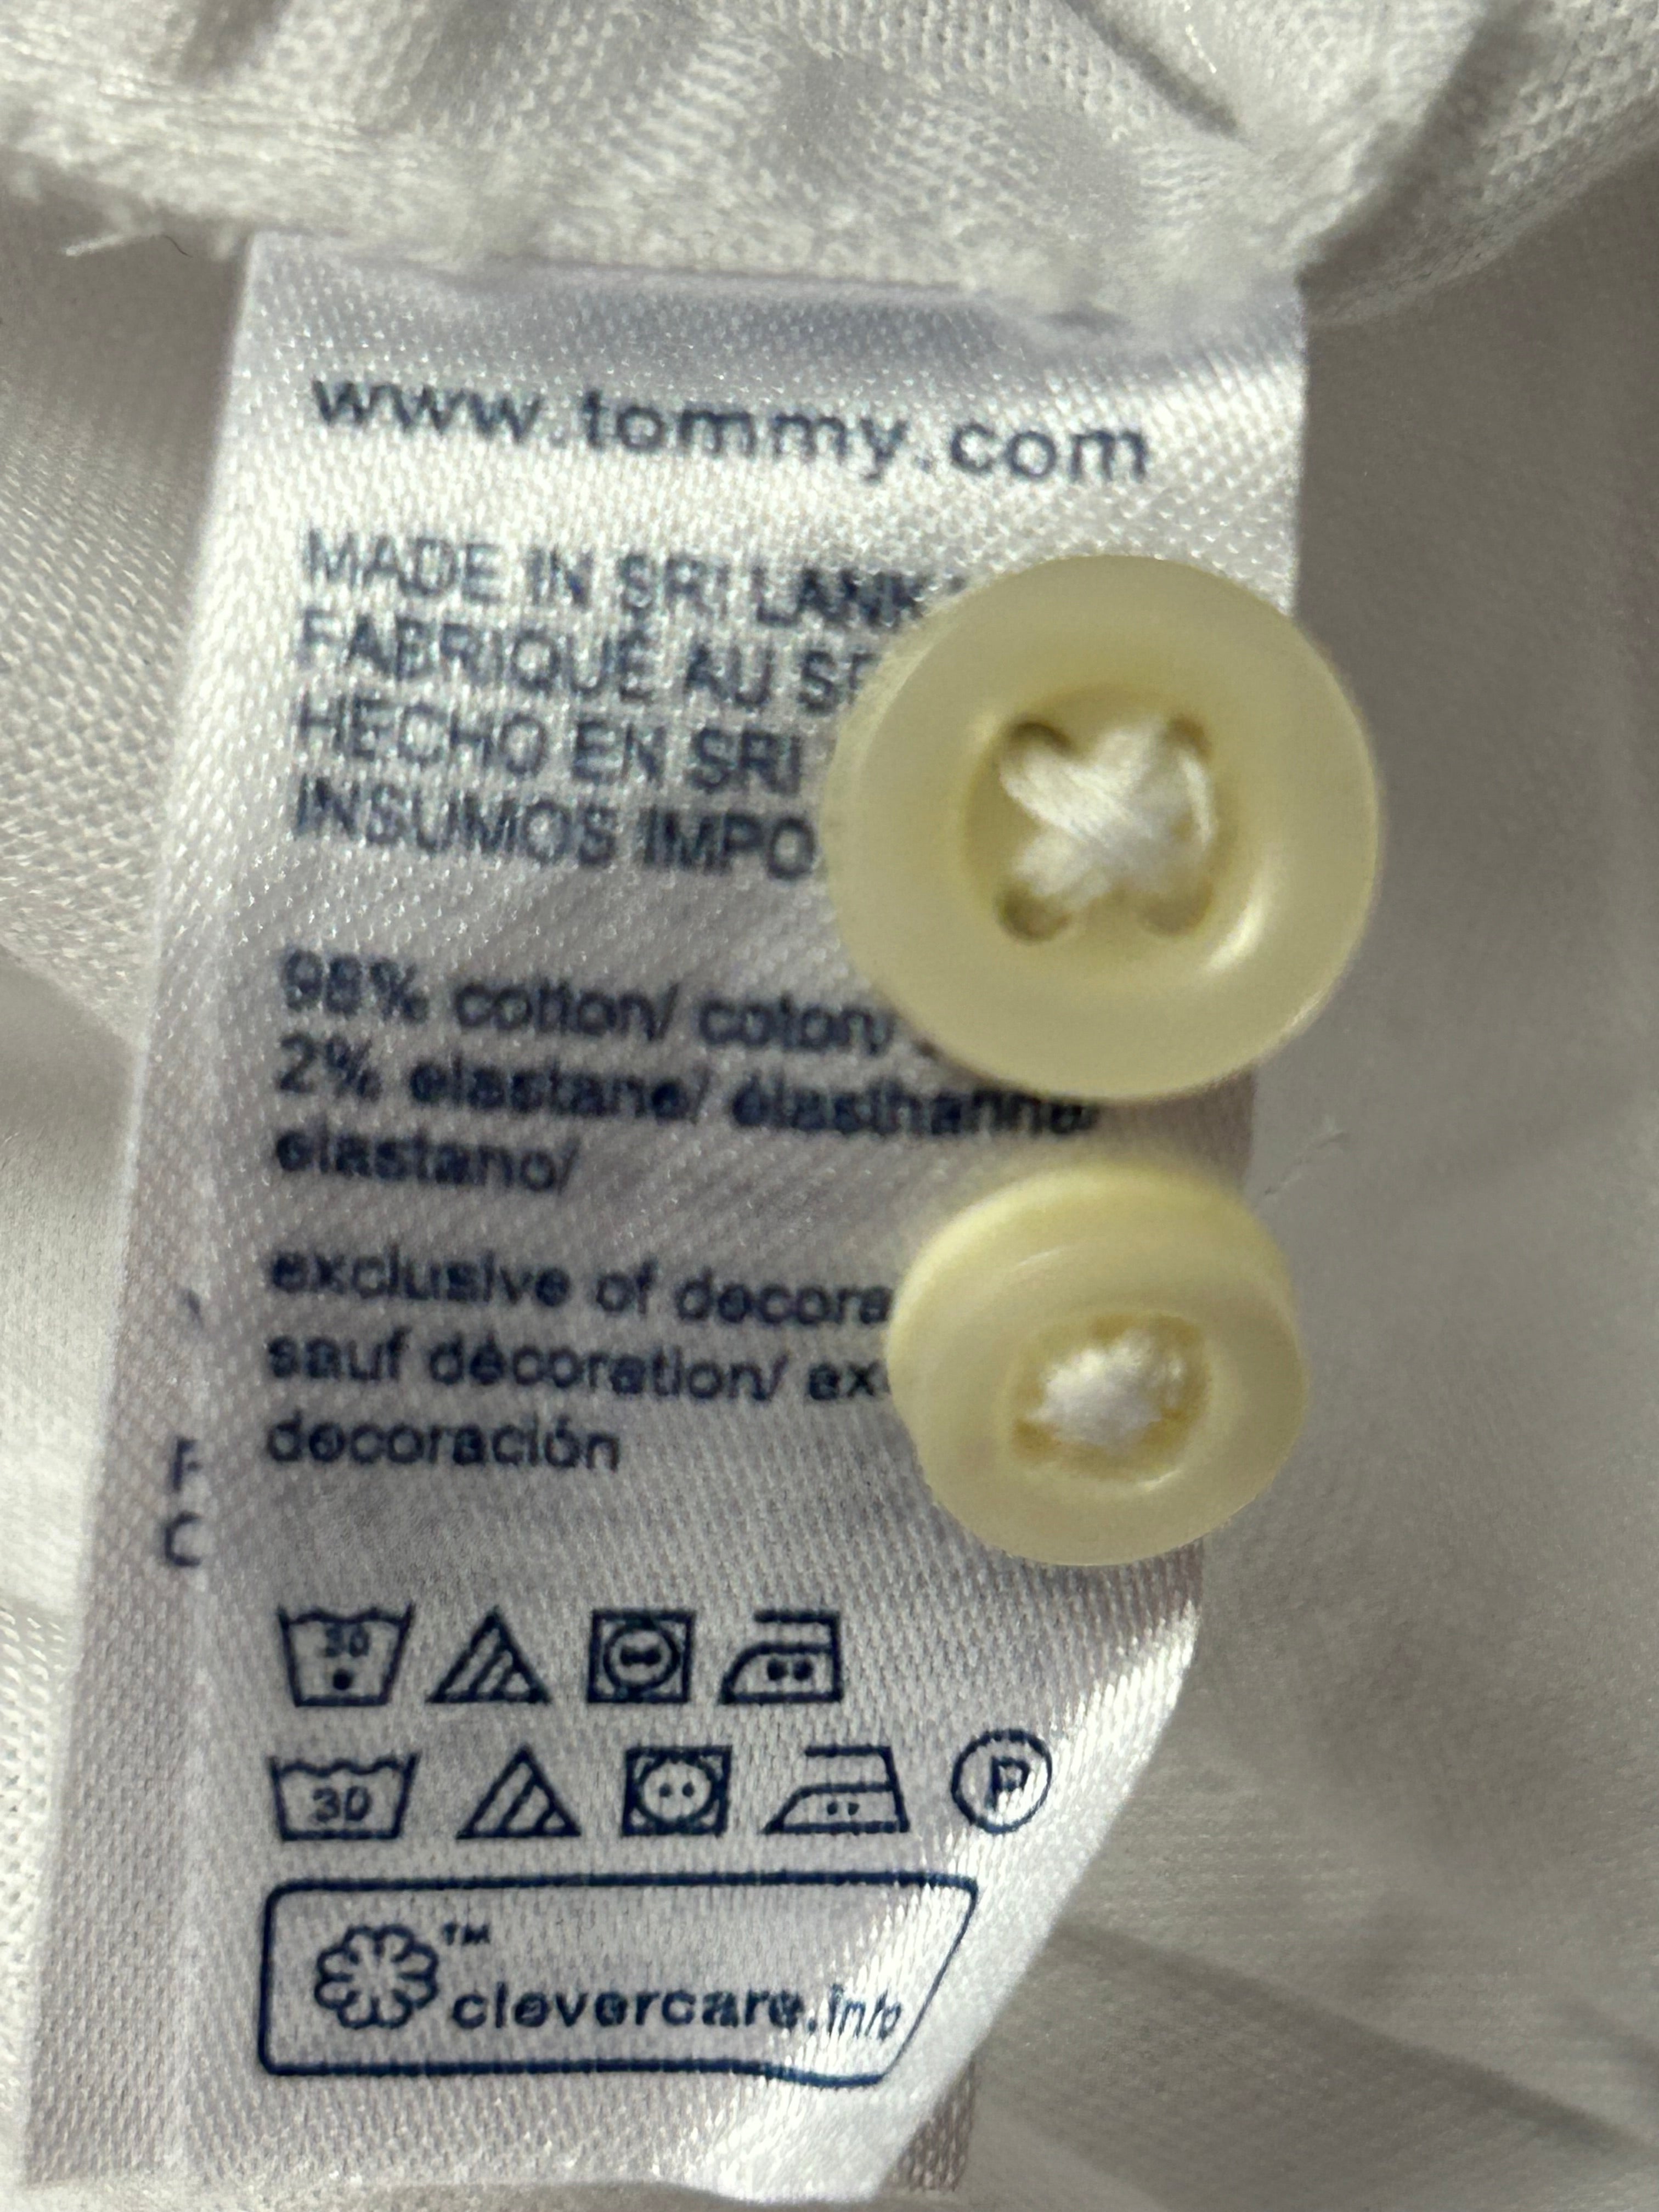 www.tommy.com
MADE IN SRI LANK
FABRIQUÉ AU
HECHO EN SRI
INSUMOS IMPO
98% cotton/ coton/
2% elastane/ élasthanne/
elastano/
exclusive of decora
sauf décoration/ ex
decoración
F
C
30
30 P
™
clevercare.info